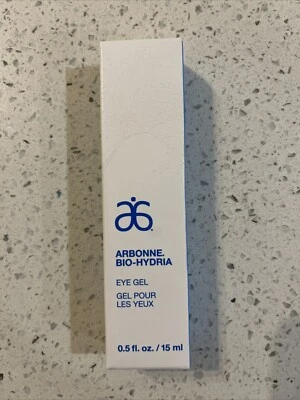 ARBONNE.
BIO-HYDRIA
EYE GEL
GEL POUR
LES YEUX
0.5 fl. oz. / 15 ml